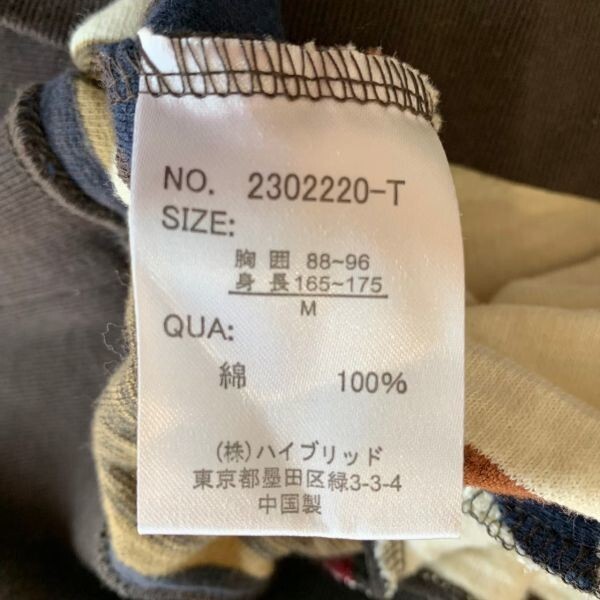 NO. 2302220-T
SIZE:
胸 囲 88~96
身 長 165~175
M
QUA:
綿 100%
(株)ハイブリッド
東京都墨田区緑3-3-4
中国製